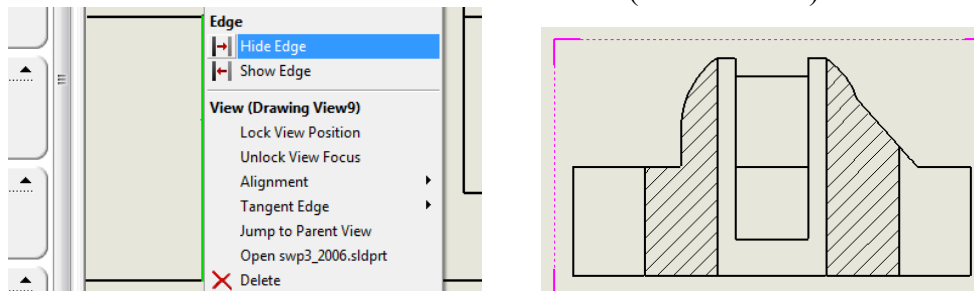 Edge
Hide Edge
Show Edge
View (Drawing View9)
Lock View Position
Unlock View Focus
Alignment
Tangent Edge
Jump to Parent View
Open swp3_2006.sldprt
Delete